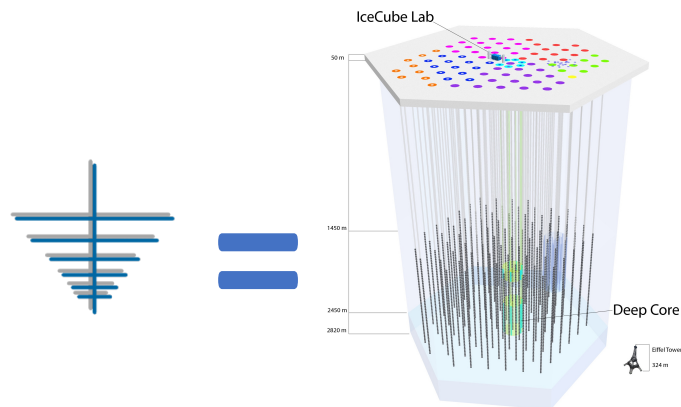 IceCube Lab
50 m
1450 m
2450 m
2820 m
Deep Core
Eiffel Tower
324 m